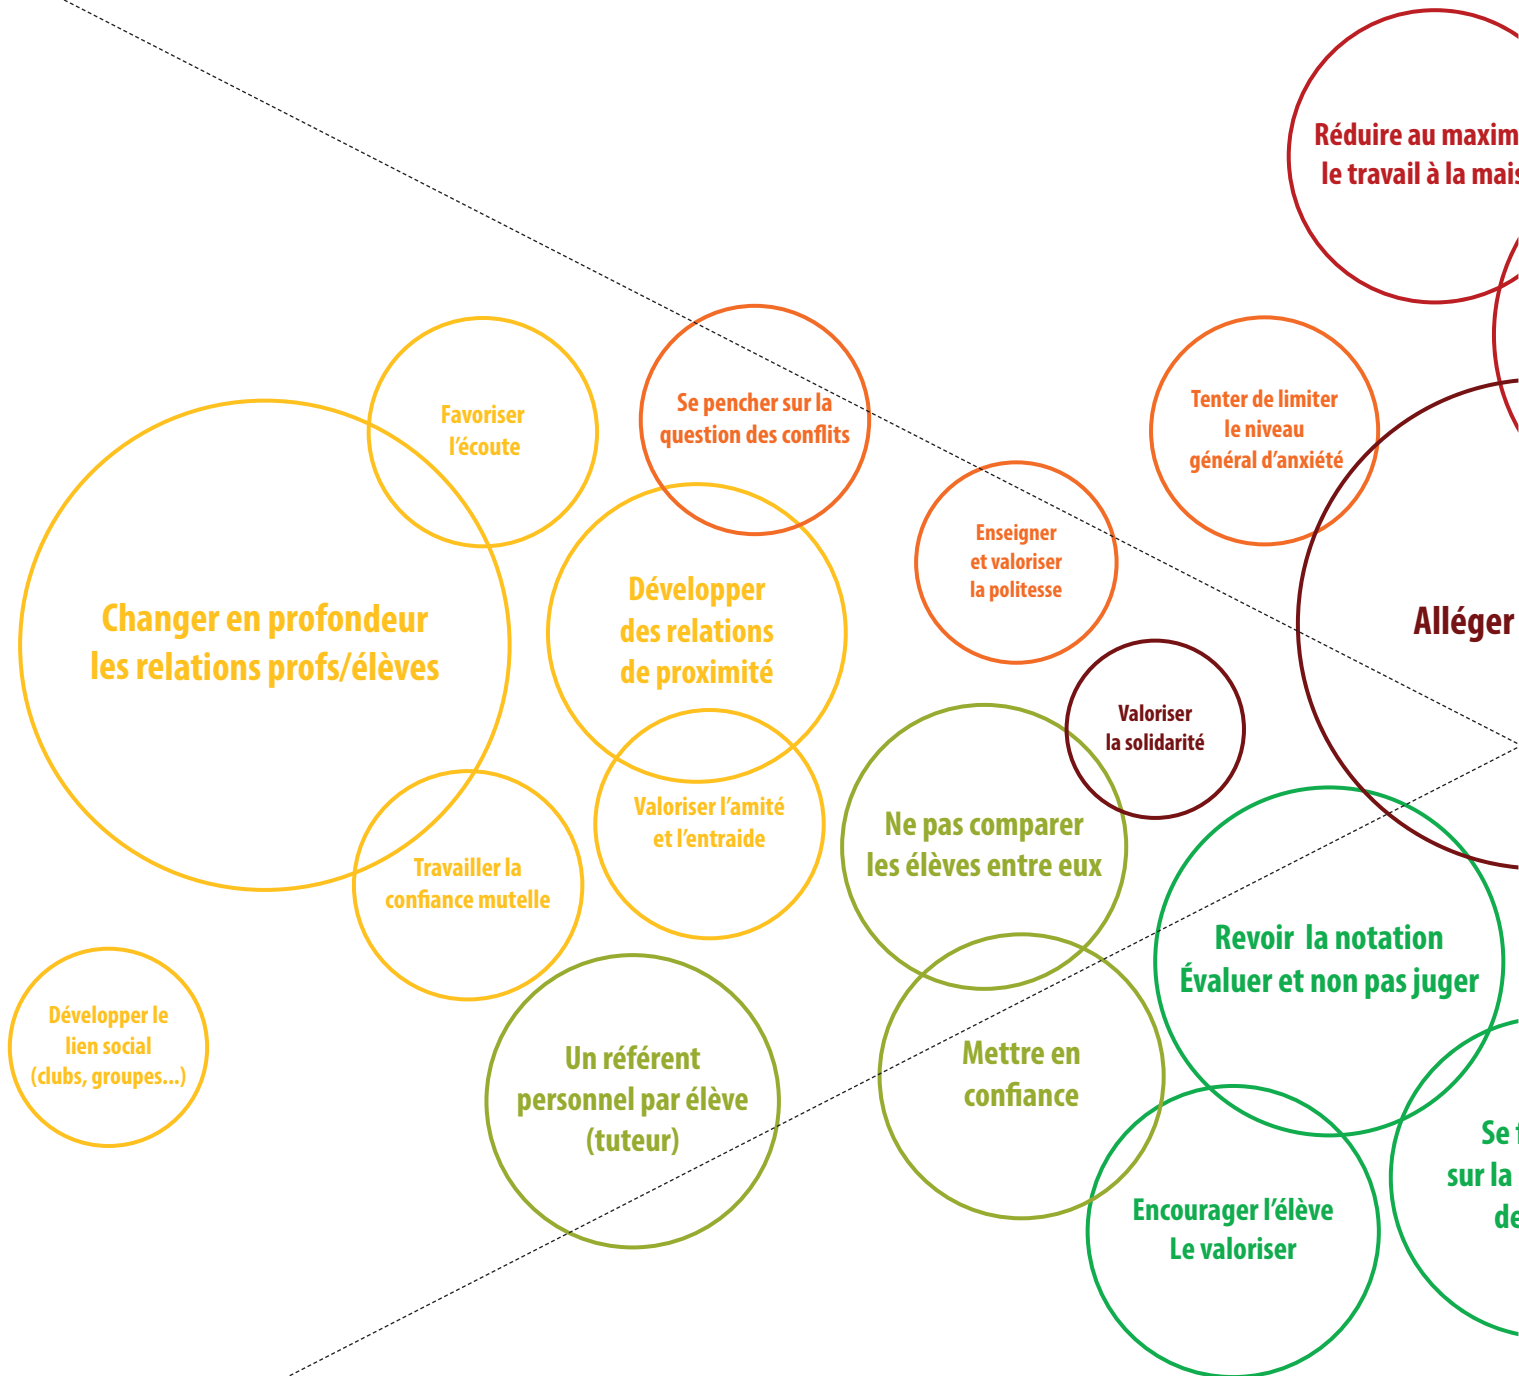 Réduire au maxim
le travail à la mais
Favoriser
l'écoute
Se pencher sur la
question des conflits
Tenter de limiter
le niveau
général d'anxiété
Enseigner
et valoriser
la politesse
Changer en profondeur
les relations profs/élèves
Développer
des relations
de proximité
Alléger
Valoriser
la solidarité
Valoriser l'amité
et l'entraide
Ne pas comparer
les élèves entre eux
Travailler la
confiance mutelle
Revoir la notation
Évaluer et non pas juger
Développer le
lien social
(clubs, groupes...)
Un référent
personnel par élève
(tuteur)
Mettre en
confiance
Se
sur la
de
Encourager l'élève
Le valoriser